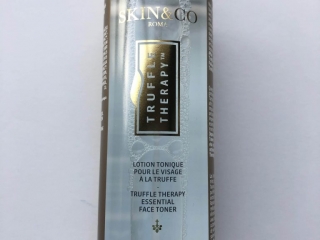 SKIN&CO
ROMA
TRUFFLE
THERAPY™
LOTION TONIQUE
POUR LE VISAGE
À LA TRUFFE
-
TRUFFLE THERAPY
ESSENTIAL
FACE TONER